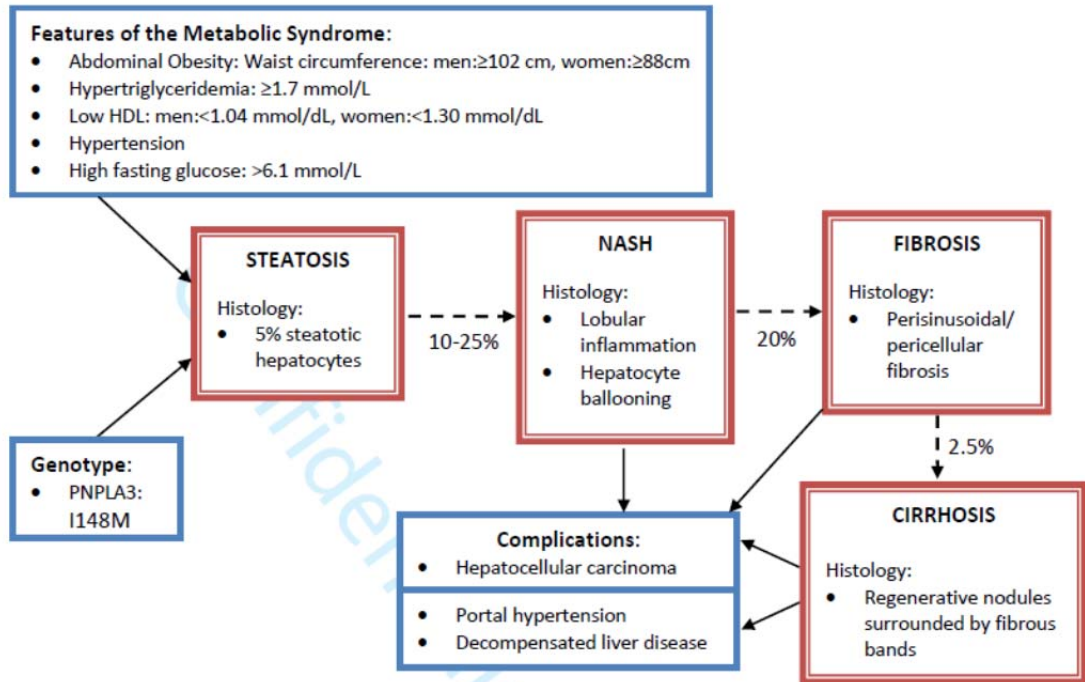 Features of the Metabolic Syndrome:
• Abdominal Obesity: Waist circumference: men:≥102 cm, women:≥88cm
• Hypertriglyceridemia: ≥1.7 mmol/L
• Low HDL: men:<1.04 mmol/dL, women:<1.30 mmol/dL
• Hypertension
• High fasting glucose: >6.1 mmol/L
STEATOSIS
Histology:
• 5% steatotic
hepatocytes
10-25%
NASH
Histology:
• Lobular
inflammation
• Hepatocyte
ballooning
20%
FIBROSIS
Histology:
• Perisinusoidal/
pericellular
fibrosis
2.5%
Genotype:
• PNPLA3:
I148M
Complications:
• Hepatocellular carcinoma
• Portal hypertension
• Decompensated liver disease
CIRRHOSIS
Histology:
• Regenerative nodules
surrounded by fibrous
bands